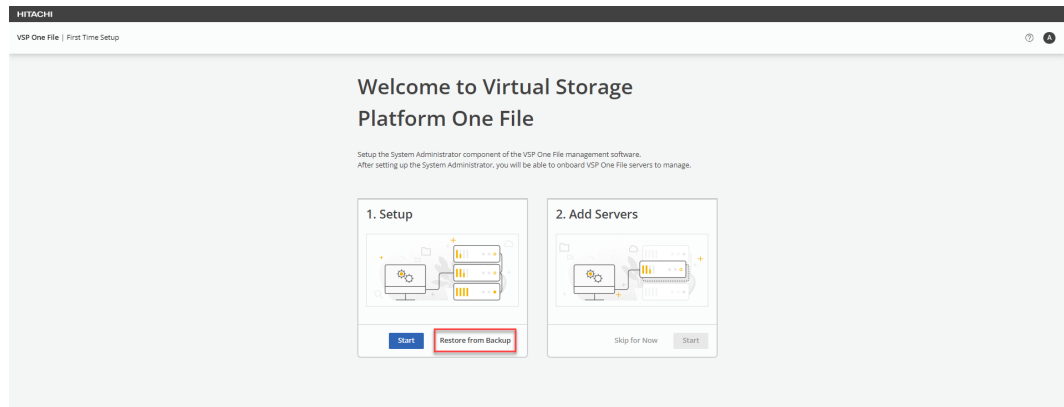 HITACHI
VSP One File | First Time Setup
A
Welcome to Virtual Storage
Platform One File
Setup the System Administrator component of the VSP One File management software.
After setting up the System Administrator, you will be able to onboard VSP One File servers to manage.
1. Setup
2. Add Servers
Start
Restore from Backup
Skip for Now
Start